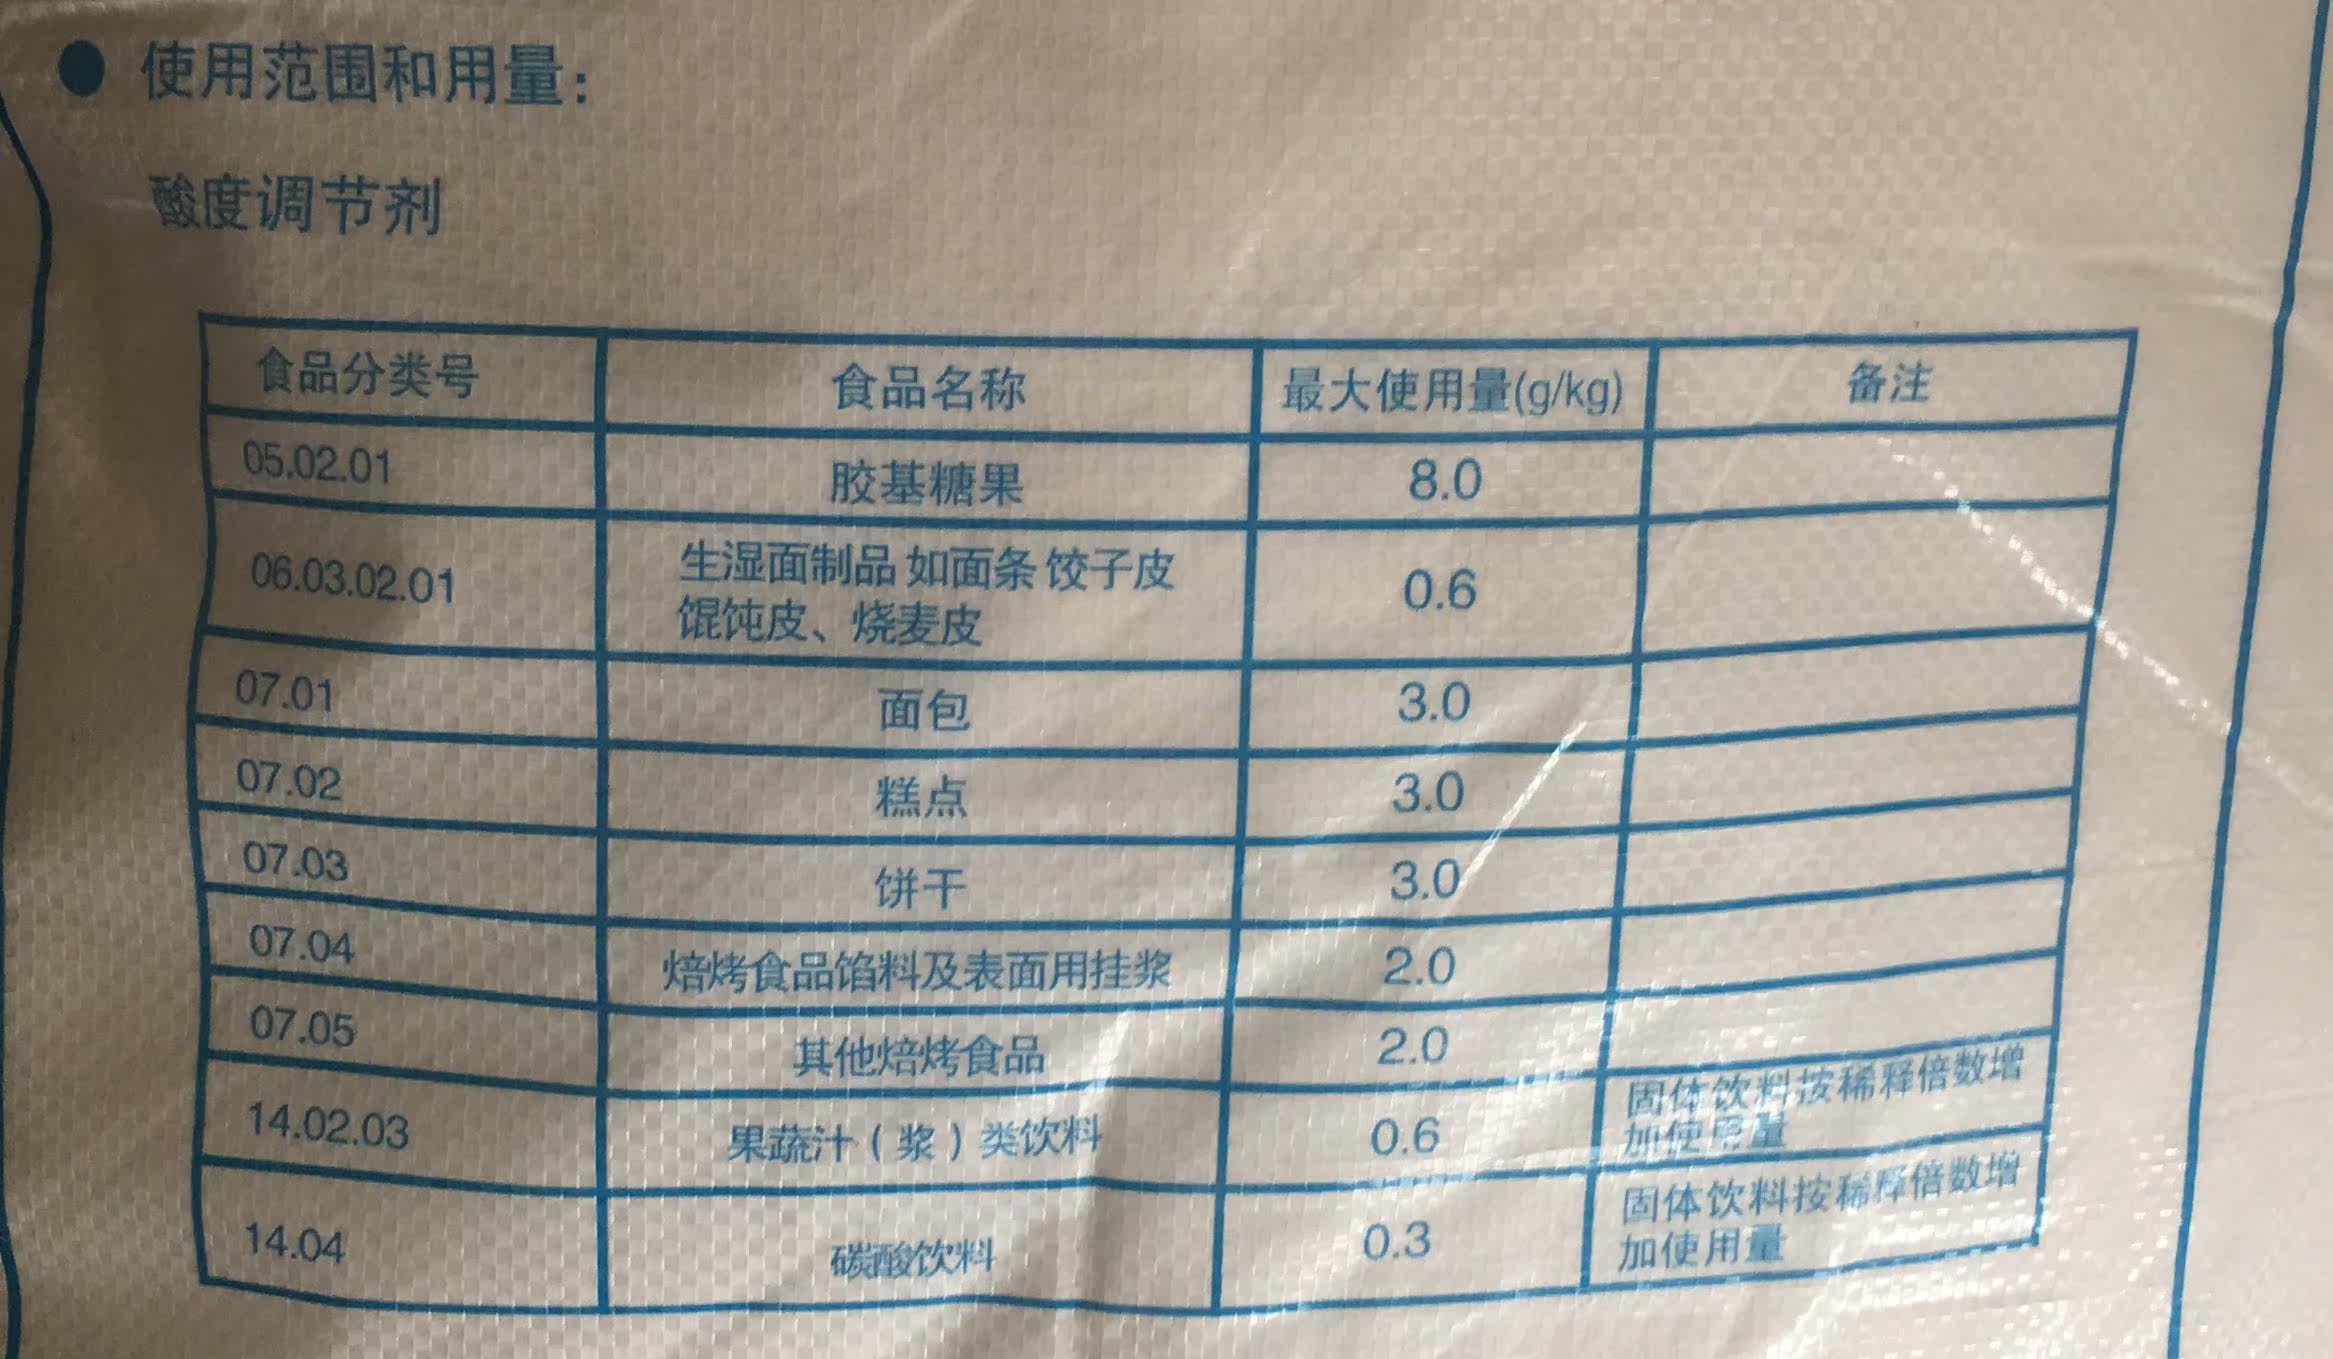 ● 使用范围和用量:
酸度调节剂
食品分类号 食品名称 最大使用量(g/kg) 备注
05.02.01 胶基糖果 8.0
06.03.02.01 生湿面制品 如面条 饺子皮 0.6
馄饨皮、烧麦皮
07.01 面包 3.0
07.02 糕点 3.0
07.03 饼干 3.0
07.04 焙烤食品馅料及表面用挂浆 2.0
07.05 其他焙烤食品 2.0
14.02.03 果蔬汁(浆)类饮料 0.6 固体饮料按稀释倍数增
加使用量
14.04 碳酸饮料 0.3 固体饮料按稀释倍数增
加使用量